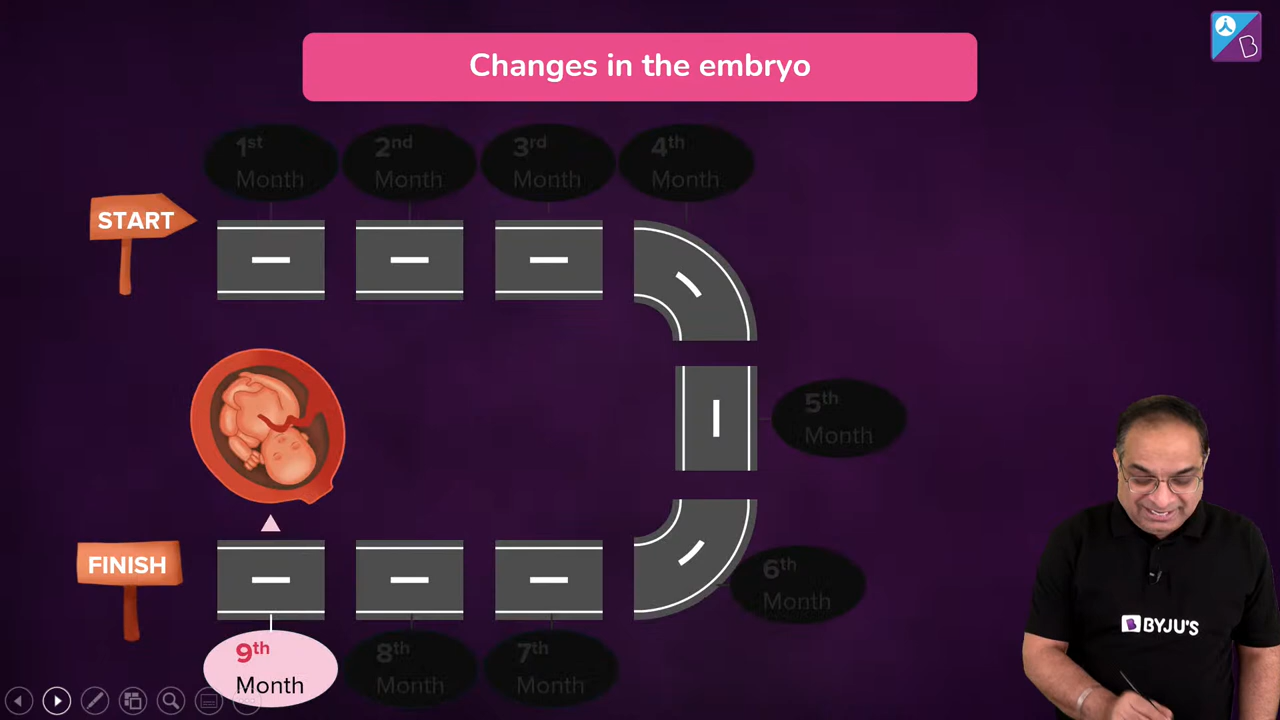 Changes in the embryo
1st
Month
2nd
Month
3rd
Month
4th
Month
START
5th
Month
FINISH
6th
Month
9th
Month
8th
Month
7th
Month
BYJU'S
B